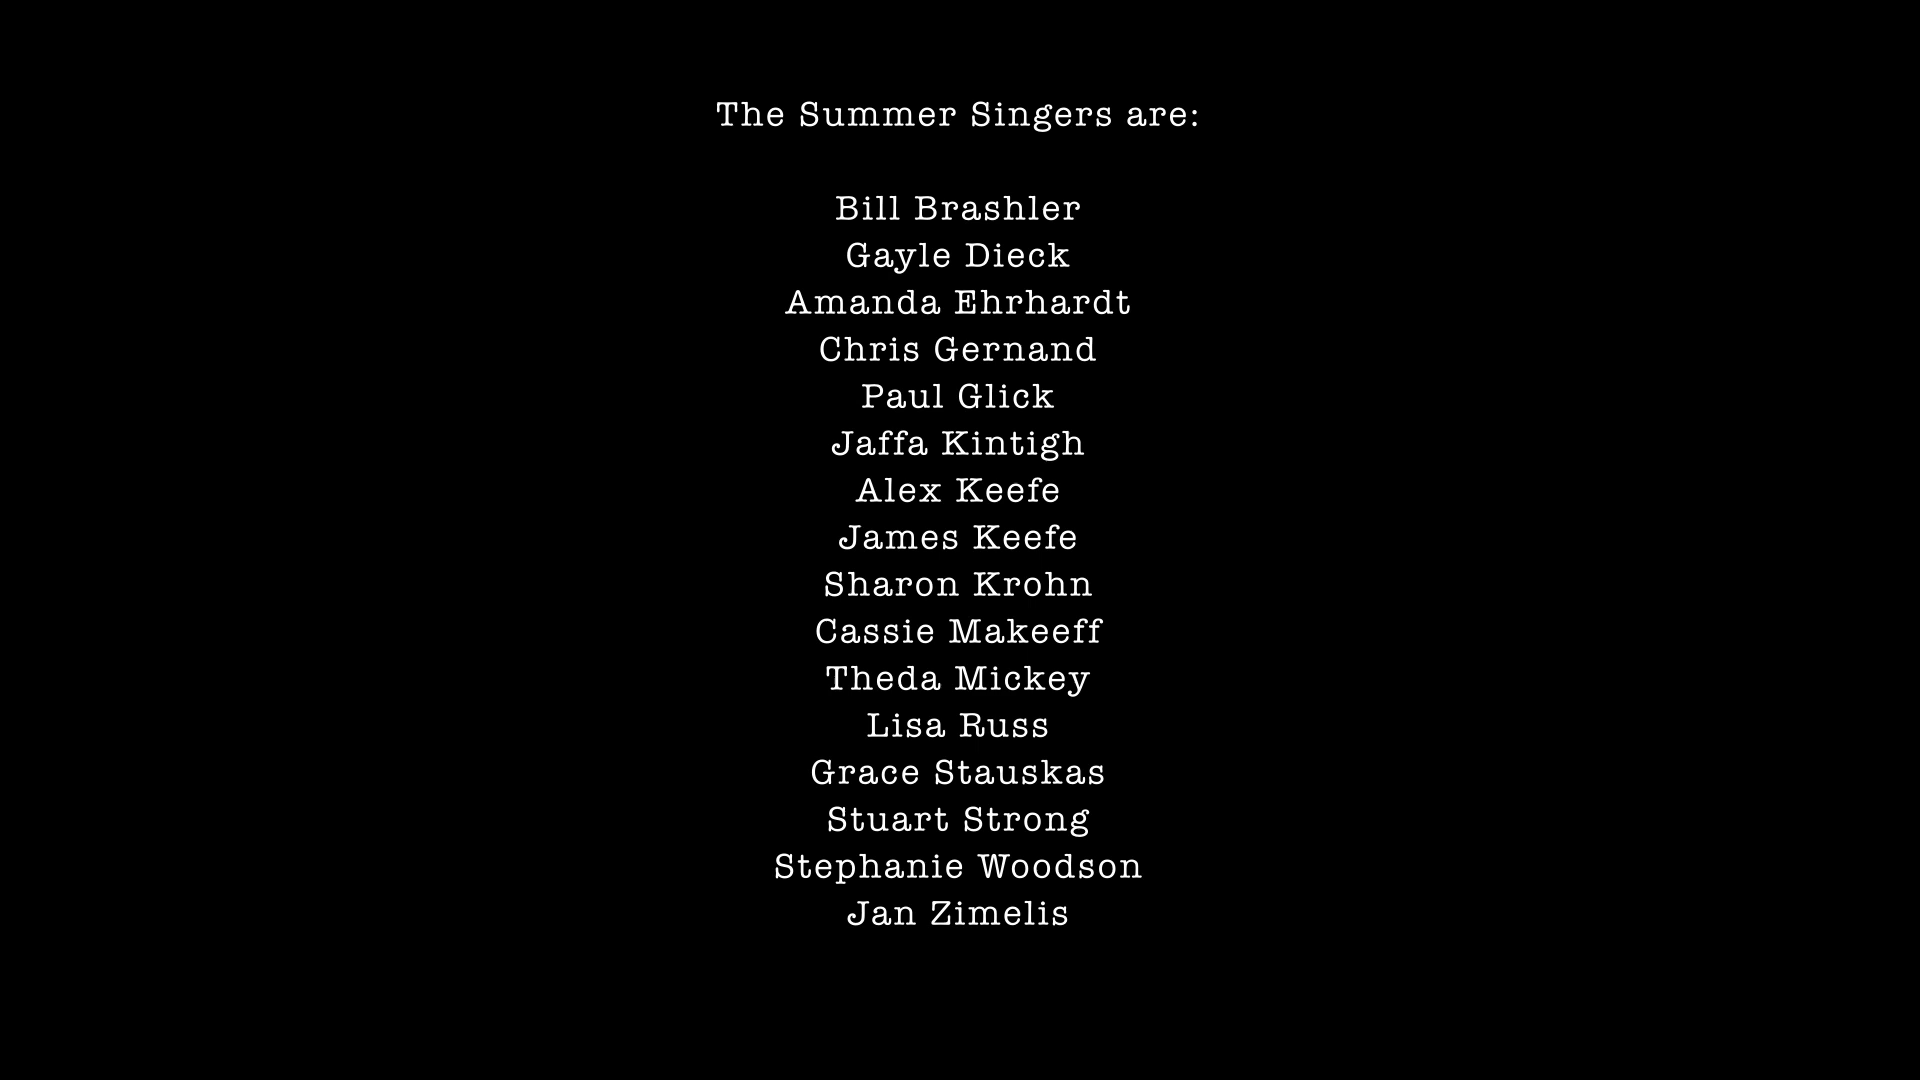 The Summer Singers are:
Bill Brashler
Gayle Dieck
Amanda Ehrhardt
Chris Gernand
Paul Glick
Jaffa Kintigh
Alex Keefe
James Keefe
Sharon Krohn
Cassie Makeeff
Theda Mickey
Lisa Russ
Grace Stauskas
Stuart Strong
Stephanie Woodson
Jan Zimelis